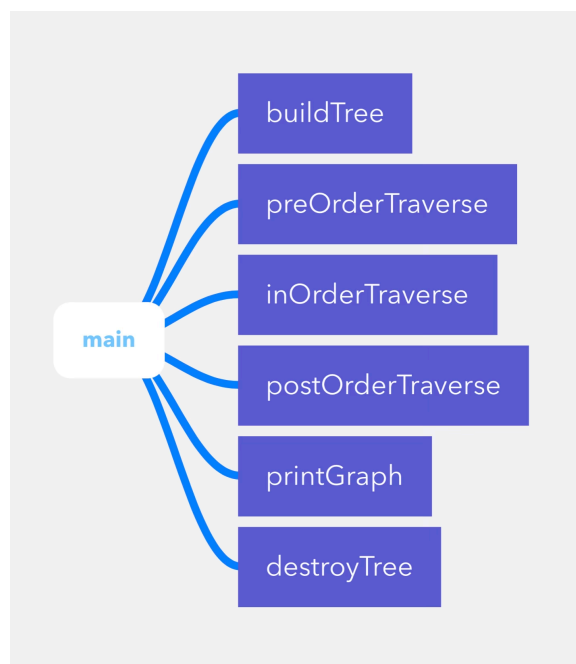 buildTree
preOrderTraverse
inOrderTraverse
main
postOrderTraverse
printGraph
destroyTree